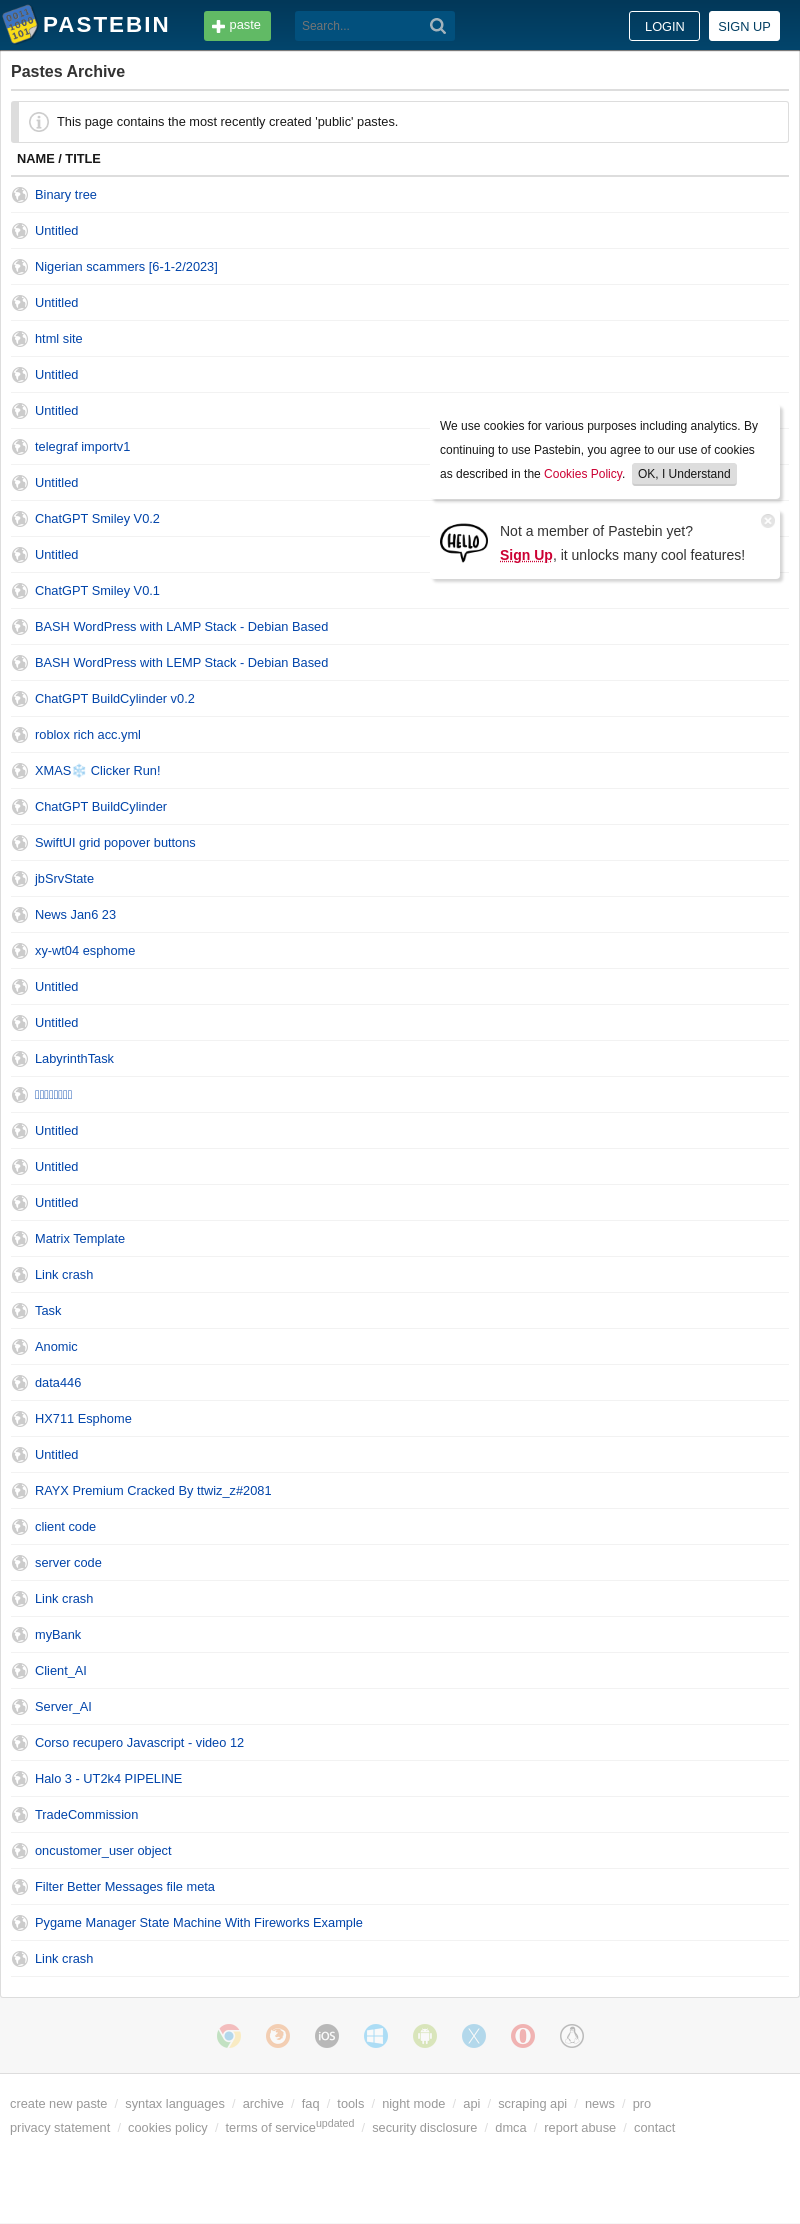 PASTEBIN
paste
Search...
LOGIN
SIGN UP
Pastes Archive
This page contains the most recently created 'public' pastes.
NAME / TITLE
Binary tree
Untitled
Nigerian scammers [6-1-2/2023]
Untitled
html site
Untitled
Untitled
telegraf importv1
Untitled
ChatGPT Smiley V0.2
Untitled
ChatGPT Smiley V0.1
We use cookies for various purposes including analytics. By
continuing to use Pastebin, you agree to our use of cookies
as described in the Cookies Policy. OK, I Understand
HELLO
Not a member of Pastebin yet?
Sign Up, it unlocks many cool features!
BASH WordPress with LAMP Stack - Debian Based
BASH WordPress with LEMP Stack - Debian Based
ChatGPT BuildCylinder v0.2
roblox rich acc.yml
XMAS❄️ Clicker Run!
ChatGPT BuildCylinder
SwiftUI grid popover buttons
jbSrvState
News Jan6 23
xy-wt04 esphome
Untitled
Untitled
LabyrinthTask
Untitled
Untitled
Untitled
Matrix Template
Link crash
Task
Anomic
data446
HX711 Esphome
Untitled
RAYX Premium Cracked By ttwiz_z#2081
client code
server code
Link crash
myBank
Client_AI
Server_AI
Corso recupero Javascript - video 12
Halo 3 - UT2k4 PIPELINE
TradeCommission
oncustomer_user object
Filter Better Messages file meta
Pygame Manager State Machine With Fireworks Example
Link crash
iOS
create new paste / syntax languages / archive / faq / tools / night mode / api / scraping api / news / pro
privacy statement / cookies policy / terms of service updated / security disclosure / dmca / report abuse / contact